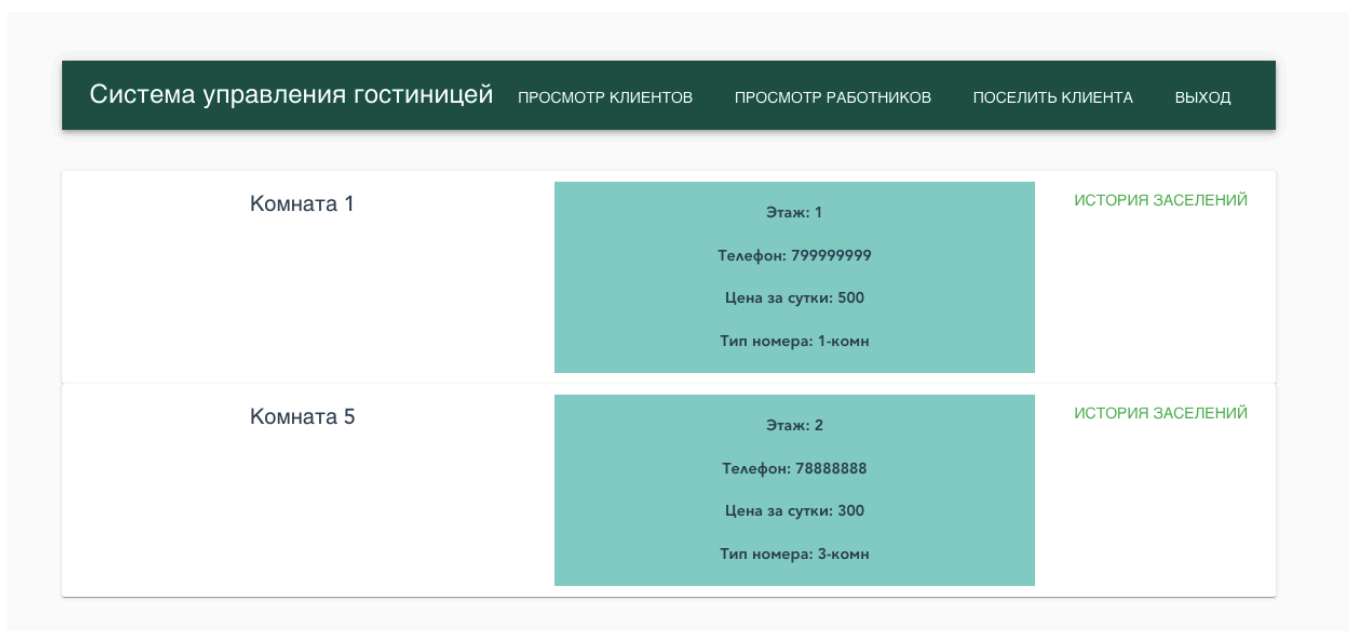 Система управления гостиницей ПРОСМОТР КЛИЕНТОВ ПРОСМОТР РАБОТНИКОВ ПОСЕЛИТЬ КЛИЕНТА ВЫХОД
Комната 1
Этаж: 1
Телефон: 799999999
Цена за сутки: 500
Тип номера: 1-комн
ИСТОРИЯ ЗАСЕЛЕНИЙ
Комната 5
Этаж: 2
Телефон: 78888888
Цена за сутки: 300
Тип номера: 3-комн
ИСТОРИЯ ЗАСЕЛЕНИЙ